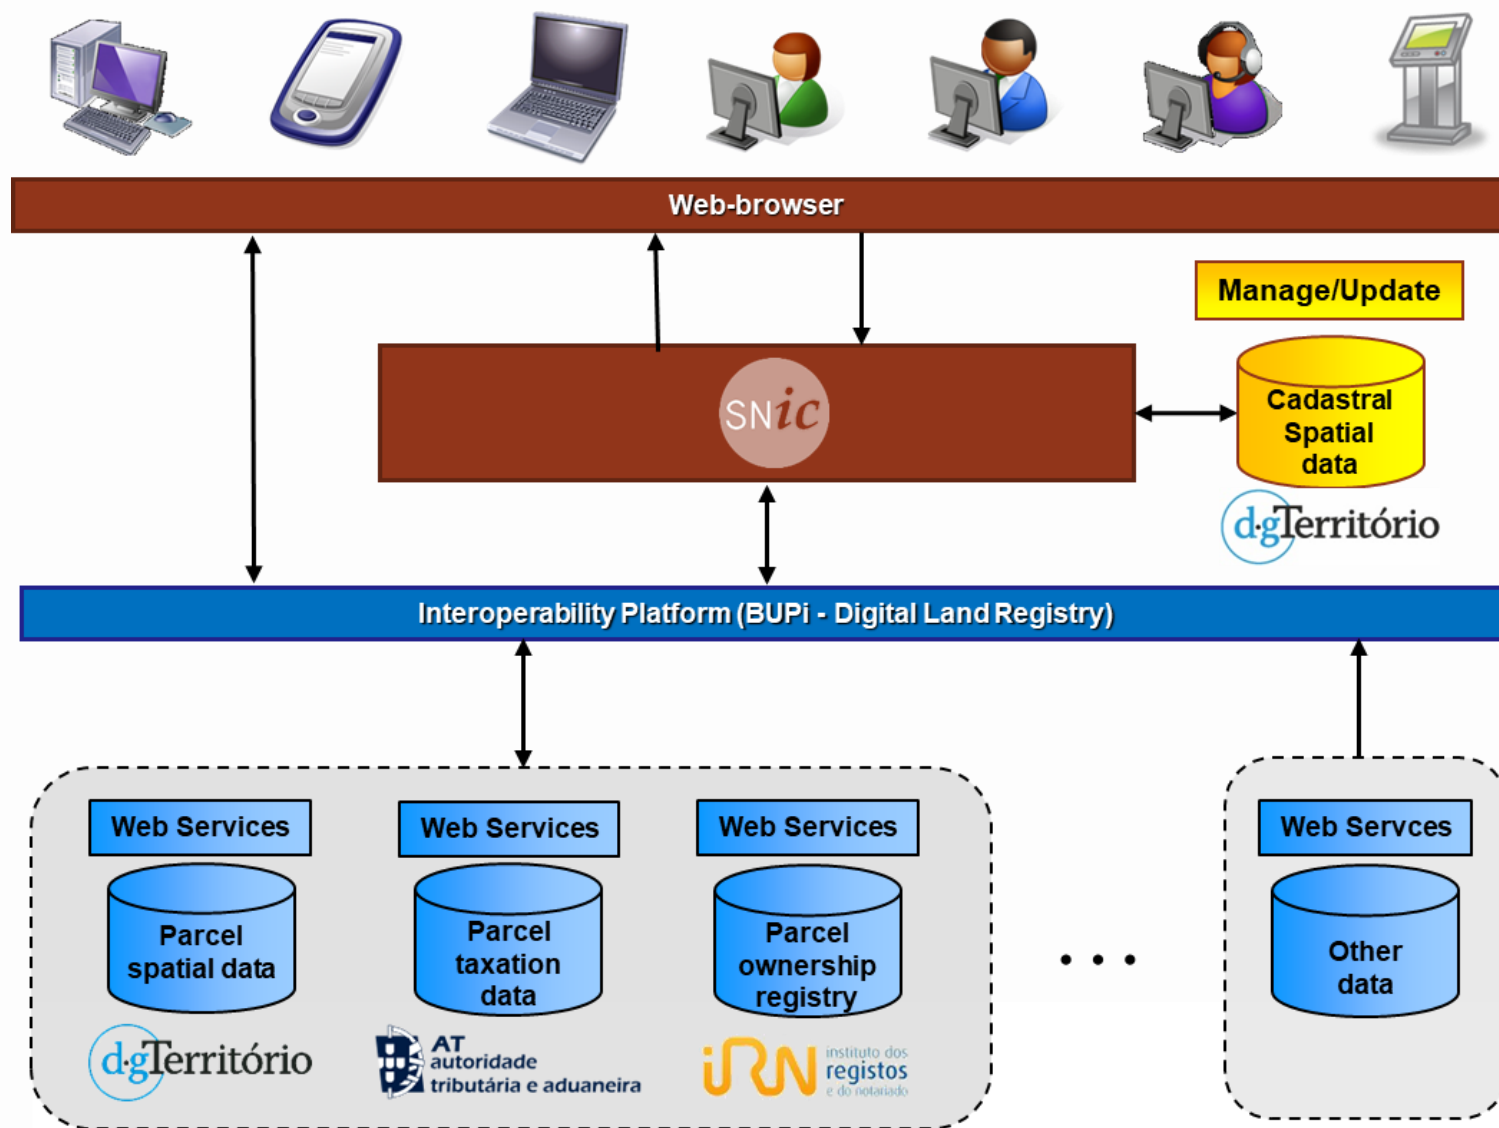 Web-browser
Manage/Update
SNic
Cadastral
Spatial
data
d·gTerritório
Interoperability Platform (BUPi - Digital Land Registry)
Web Services
Web Services
Web Services
Web Servces
Parcel
spatial data
Parcel
taxation
data
Parcel
ownership
registry
...
Other
data
d·gTerritório
AT
autoridade
tributária e aduaneira
iRN
instituto dos
registos
e do notariado